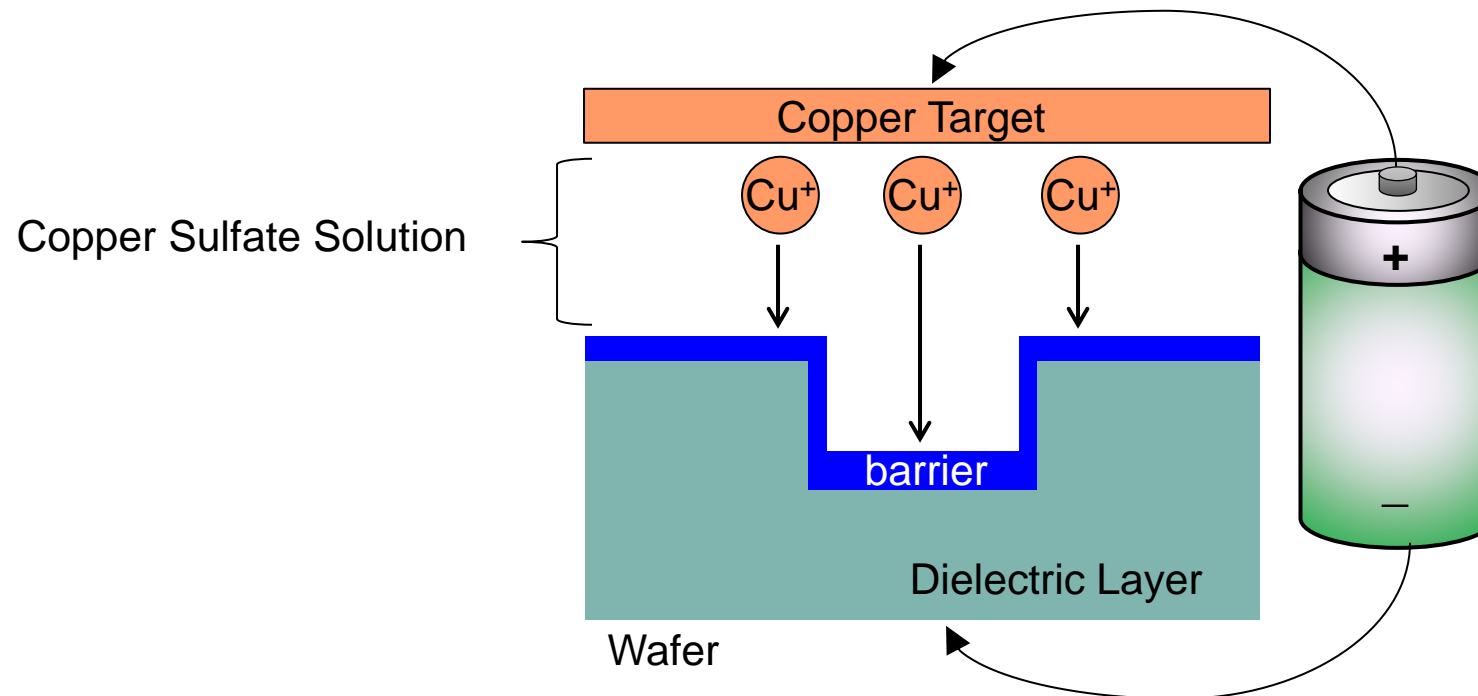 Copper Target
Cu⁺ Cu⁺ Cu⁺
Copper Sulfate Solution
+
barrier
–
Dielectric Layer
Wafer